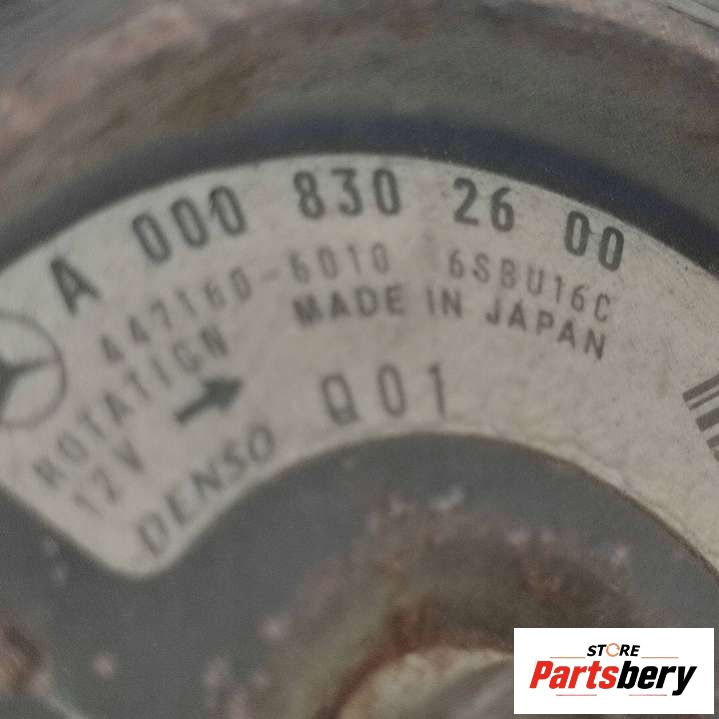 A 000 830 26 00
447160-6010 6SBU16C
MADE IN JAPAN
ROTATION
12V
DENSO
Q01
STORE
Partsbery